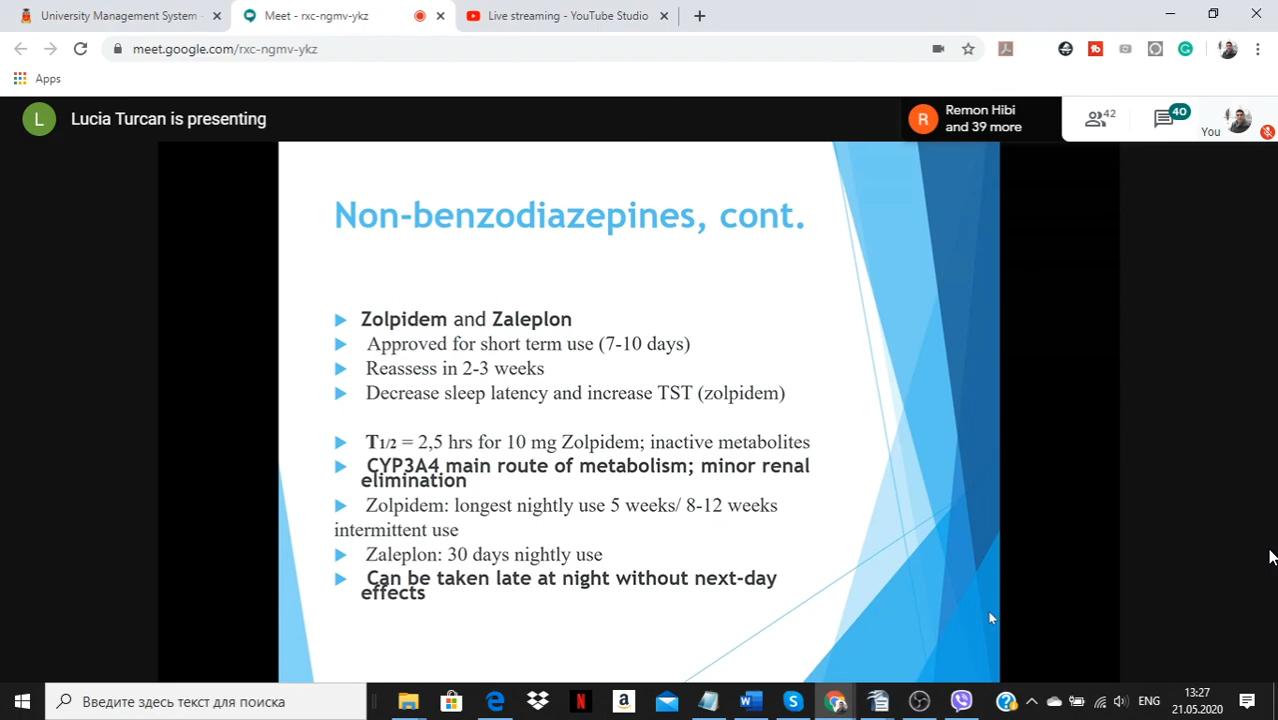 University Management System -
Meet - rxc-ngmv-ykz
Live streaming - YouTube Studio
meet.google.com/rxc-ngmv-ykz
Apps
L
Lucia Turcan is presenting
R
Remon Hibi
and 39 more
42
40
You
Non-benzodiazepines, cont.
Zolpidem and Zaleplon
Approved for short term use (7-10 days)
Reassess in 2-3 weeks
Decrease sleep latency and increase TST (zolpidem)
T1/2 = 2,5 hrs for 10 mg Zolpidem; inactive metabolites
CYP3A4 main route of metabolism; minor renal
elimination
Zolpidem: longest nightly use 5 weeks/ 8-12 weeks
intermittent use
Zaleplon: 30 days nightly use
Can be taken late at night without next-day
effects
Введите здесь текст для поиска
ENG
13:27
21.05.2020